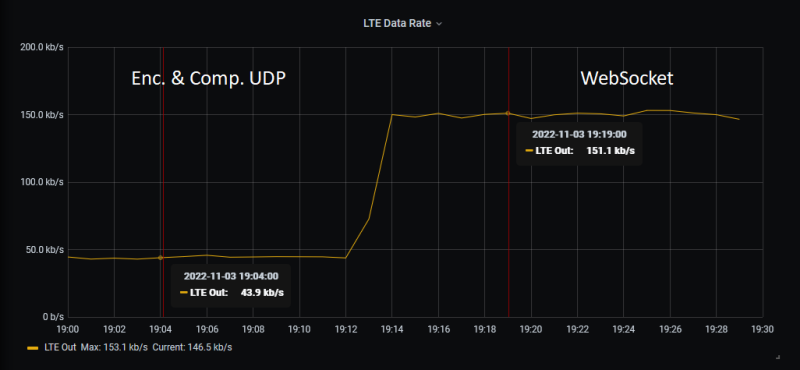 LTE Data Rate
200.0 kb/s
Enc. & Comp. UDP
WebSocket
150.0 kb/s
2022-11-03 19:19:00
LTE Out: 151.1 kb/s
100.0 kb/s
50.0 kb/s
2022-11-03 19:04:00
LTE Out: 43.9 kb/s
0 b/s
19:00 19:02 19:04 19:06 19:08 19:10 19:12 19:14 19:16 19:18 19:20 19:22 19:24 19:26 19:28 19:30
LTE Out Max: 153.1 kb/s Current: 146.5 kb/s